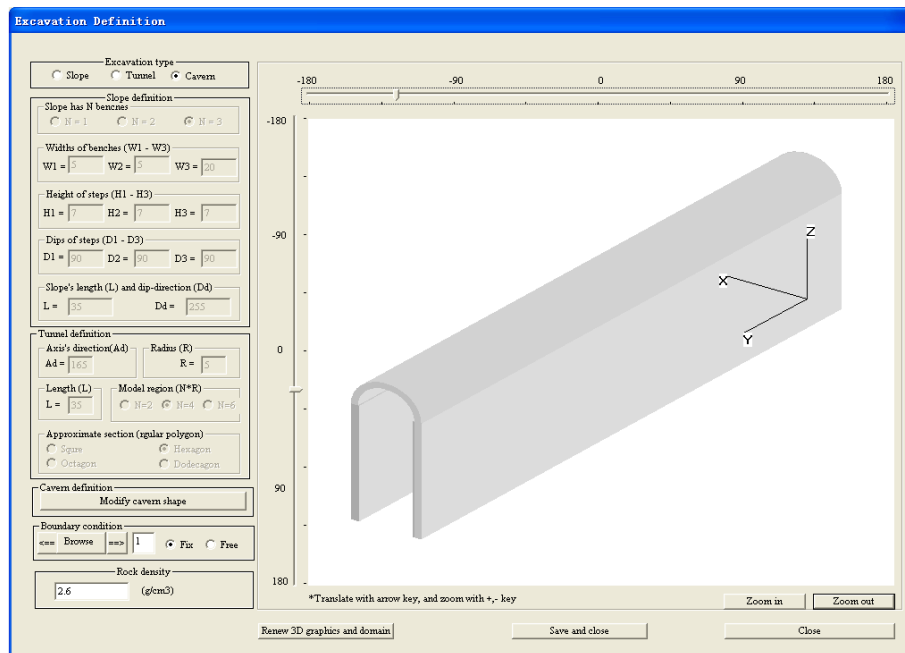 Excavation Definition
Excavation type
Slope Tunnel Cavern
Slope definition
Slope has N benches
N = 1 N = 2 N = 3
Widths of benches (W1 - W3)
W1 = 5 W2 = 5 W3 = 20
Height of steps (H1 - H3)
H1 = 7 H2 = 7 H3 = 7
Dips of steps (D1 - D3)
D1 = 90 D2 = 90 D3 = 90
Slope's length (L) and dip-direction (Dd)
L = 35 Dd = 255
Tunnel definition
Axis's direction(Ad) Radius (R)
Ad = 165 R = 5
Length (L) Model region (N*R)
L = 35 N=2 N=4 N=6
Approximate section (rgular polygon)
Squre Hexagon
Octagon Dodecagon
Cavern definition
Modify cavern shape
Boundary condition
<== Browse ==> 1 Fix Free
Rock density
2.6 (g/cm3)
-180 -90 0 90 180
-180
-90
0
90
180
Z
X
Y
*Translate with arrow key, and zoom with +,- key
Zoom in Zoom out
Renew 3D graphics and domain Save and close Close